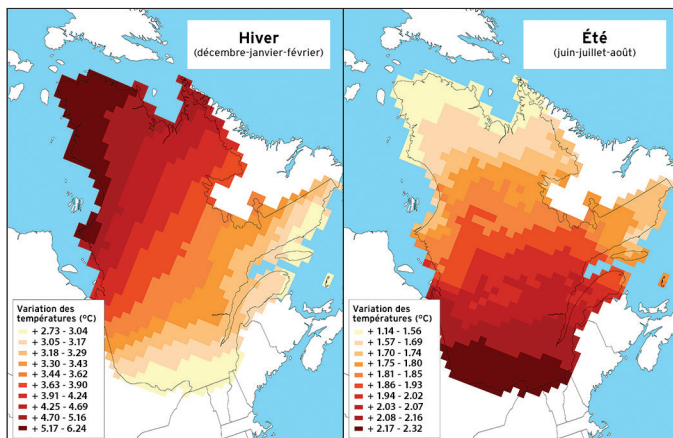 Hiver
(décembre-janvier-février)
Variation des
températures (°C)
+ 2.73 - 3.04
+ 3.05 - 3.17
+ 3.18 - 3.29
+ 3.30 - 3.43
+ 3.44 - 3.62
+ 3.63 - 3.90
+ 3.91 - 4.24
+ 4.25 - 4.69
+ 4.70 - 5.16
+ 5.17 - 6.24
Été
(juin-juillet-août)
Variation des
températures (°C)
+ 1.14 - 1.56
+ 1.57 - 1.69
+ 1.70 - 1.74
+ 1.75 - 1.80
+ 1.81 - 1.85
+ 1.86 - 1.93
+ 1.94 - 2.02
+ 2.03 - 2.07
+ 2.08 - 2.16
+ 2.17 - 2.32